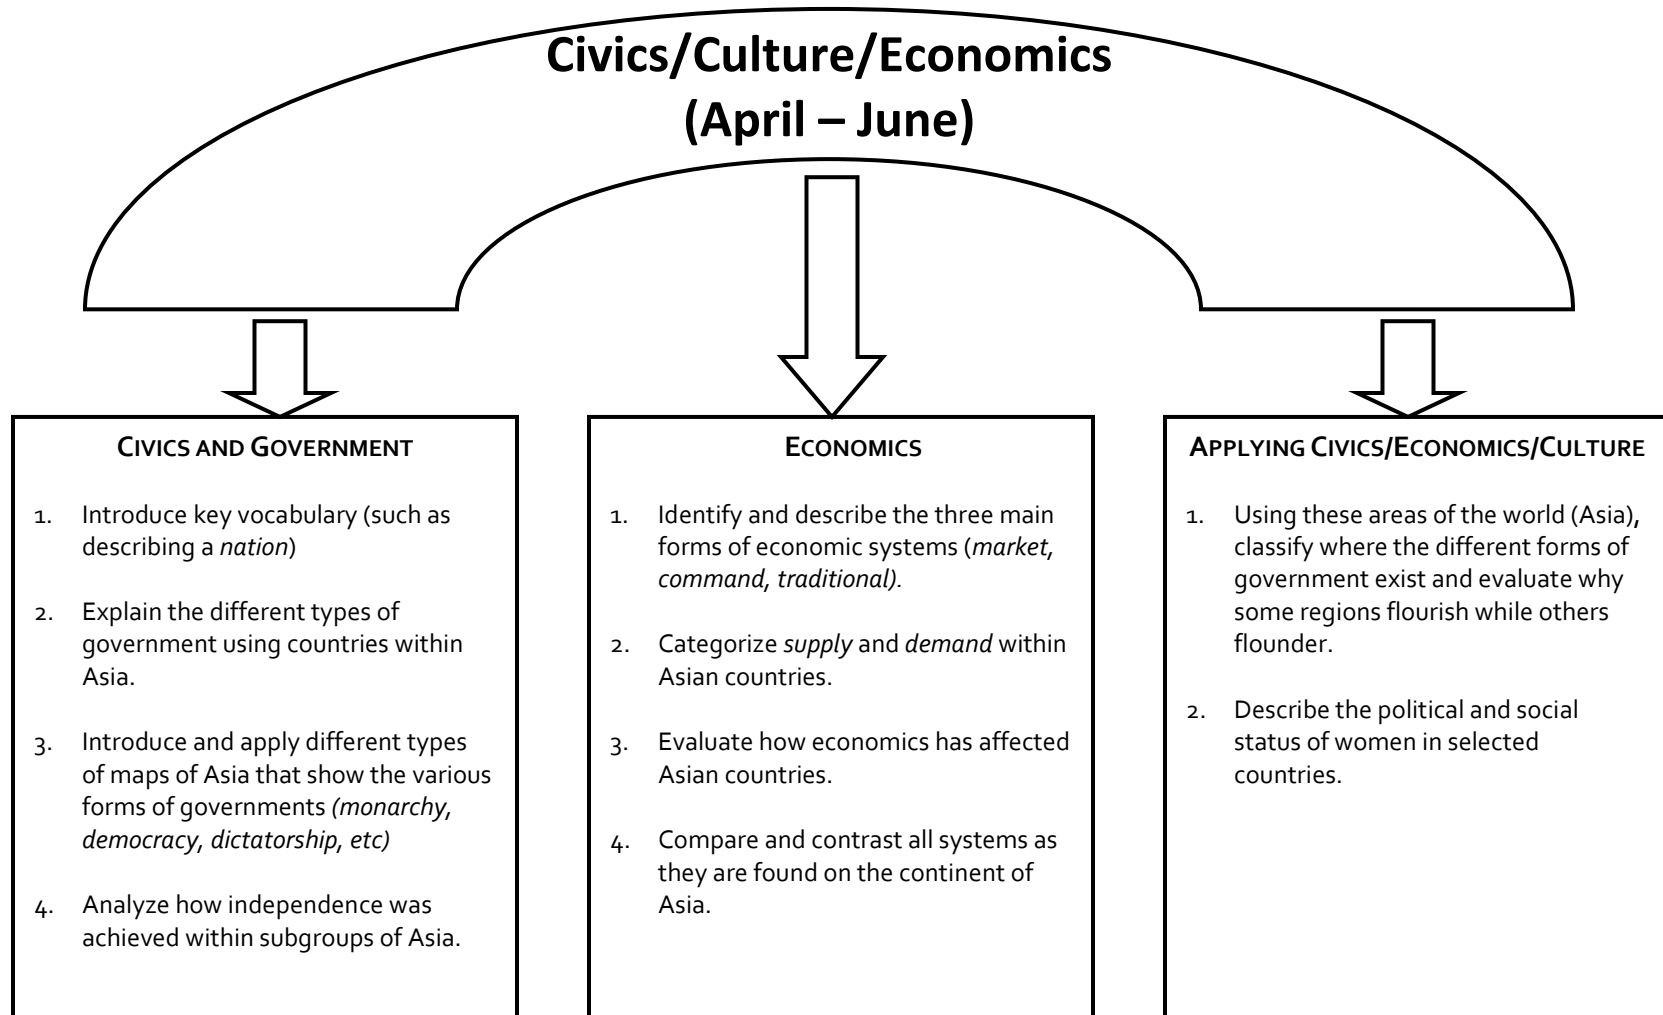 Civics/Culture/Economics
(April – June)
CIVICS AND GOVERNMENT
1. Introduce key vocabulary (such as
describing a nation)
2. Explain the different types of
government using countries within
Asia.
3. Introduce and apply different types
of maps of Asia that show the various
forms of governments (monarchy,
democracy, dictatorship, etc)
4. Analyze how independence was
achieved within subgroups of Asia.
ECONOMICS
1. Identify and describe the three main
forms of economic systems (market,
command, traditional).
2. Categorize supply and demand within
Asian countries.
3. Evaluate how economics has affected
Asian countries.
4. Compare and contrast all systems as
they are found on the continent of
Asia.
APPLYING CIVICS/ECONOMICS/CULTURE
1. Using these areas of the world (Asia),
classify where the different forms of
government exist and evaluate why
some regions flourish while others
flounder.
2. Describe the political and social
status of women in selected
countries.